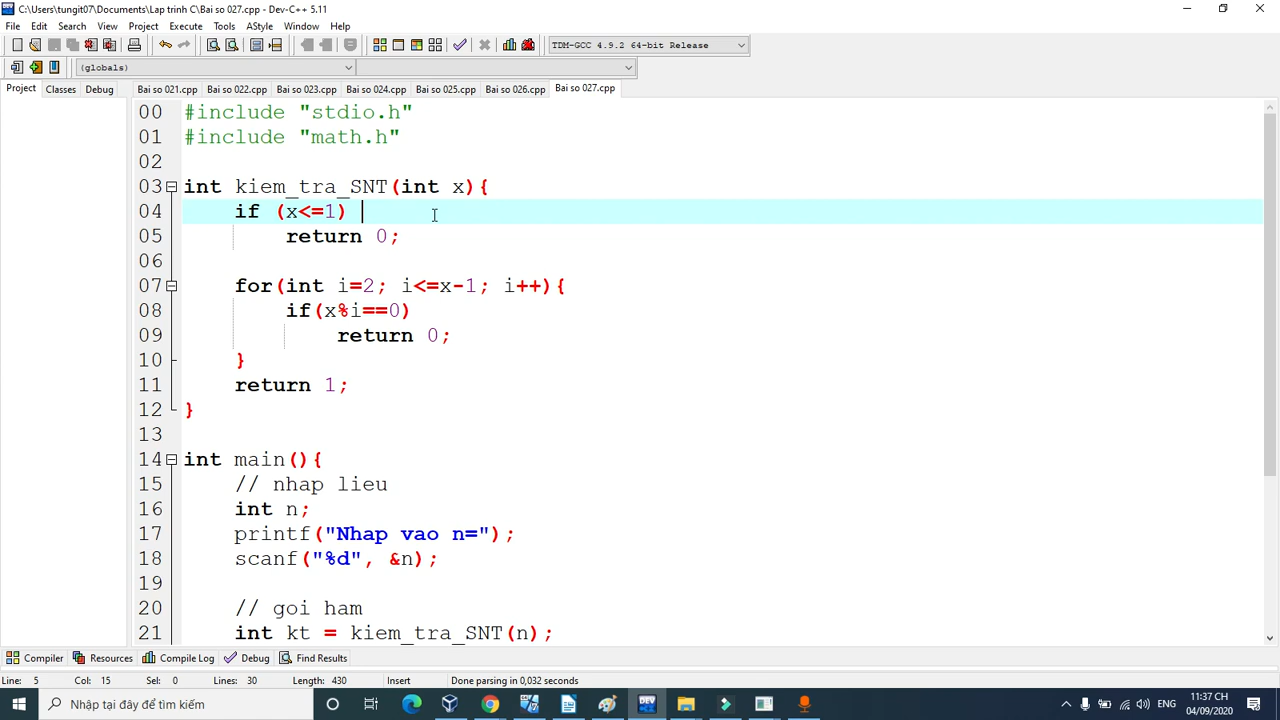 C:\Users\tungit07\Documents\Lap trinh C\Bai so 027.cpp - Dev-C++ 5.11
File Edit Search View Project Execute Tools AStyle Window Help
TDM-GCC 4.9.2 64-bit Release
(globals)
Project Classes Debug
Bai so 021.cpp Bai so 022.cpp Bai so 023.cpp Bai so 024.cpp Bai so 025.cpp Bai so 026.cpp Bai so 027.cpp
00 #include "stdio.h"
01 #include "math.h"
02
03 int kiem_tra_SNT(int x){
04 if (x<=1)
05 return 0;
06
07 for(int i=2; i<=x-1; i++){
08 if(x%i==0)
09 return 0;
10 }
11 return 1;
12 }
13
14 int main(){
15 // nhap lieu
16 int n;
17 printf("Nhap vao n=");
18 scanf("%d", &n);
19
20 // goi ham
21 int kt = kiem_tra_SNT(n);
Compiler Resources Compile Log Debug Find Results
Line: 5 Col: 15 Sel: 0 Lines: 30 Length: 430 Insert Done parsing in 0,032 seconds
Nhập tại đây để tìm kiếm
DEV
11:37 CH
04/09/2020